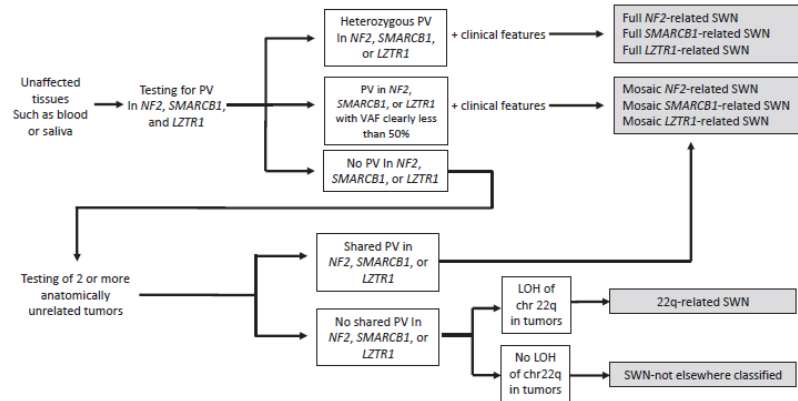 Unaffected
tissues
Such as blood
or saliva
Testing for PV
In NF2, SMARCB1,
and LZTR1
Heterozygous PV
In NF2, SMARCB1,
or LZTR1
+ clinical features
Full NF2-related SWN
Full SMARCB1-related SWN
Full LZTR1-related SWN
PV in NF2,
SMARCB1, or LZTR1
with VAF clearly less
than 50%
+ clinical features
Mosaic NF2-related SWN
Mosaic SMARCB1-related SWN
Mosaic LZTR1-related SWN
No PV In NF2,
SMARCB1, or LZTR1
Testing of 2 or more
anatomically
unrelated tumors
Shared PV in
NF2, SMARCB1, or
LZTR1
No shared PV In
NF2, SMARCB1, or
LZTR1
LOH of
chr 22q
in tumors
22q-related SWN
No LOH
of chr22q
in tumors
SWN-not elsewhere classified